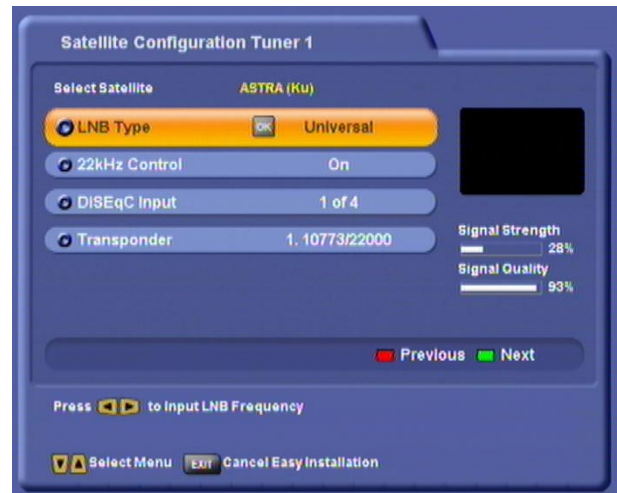 Satellite Configuration Tuner 1
Select Satellite ASTRA (Ku)
LNB Type OK Universal
22kHz Control On
DISEqC Input 1 of 4
Transponder 1. 10773/22000
Signal Strength
28%
Signal Quality
93%
Previous Next
Press to Input LNB Frequency
Select Menu EXIT Cancel Easy Installation